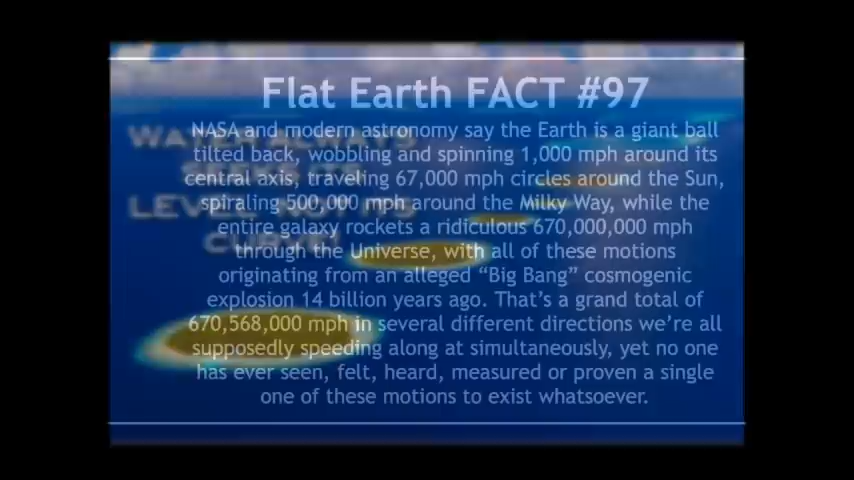 Flat Earth FACT #97
NASA and modern astronomy say the Earth is a giant ball
tilted back, wobbling and spinning 1,000 mph around its
central axis, traveling 67,000 mph circles around the Sun,
spiraling 500,000 mph around the Milky Way, while the
entire galaxy rockets a ridiculous 670,000,000 mph
through the Universe, with all of these motions
originating from an alleged “Big Bang” cosmogenic
explosion 14 billion years ago. That’s a grand total of
670,568,000 mph in several different directions we’re all
supposedly speeding along at simultaneously, yet no one
has ever seen, felt, heard, measured or proven a single
one of these motions to exist whatsoever.
WATER ALWAYS
LEVEL NOT ITS